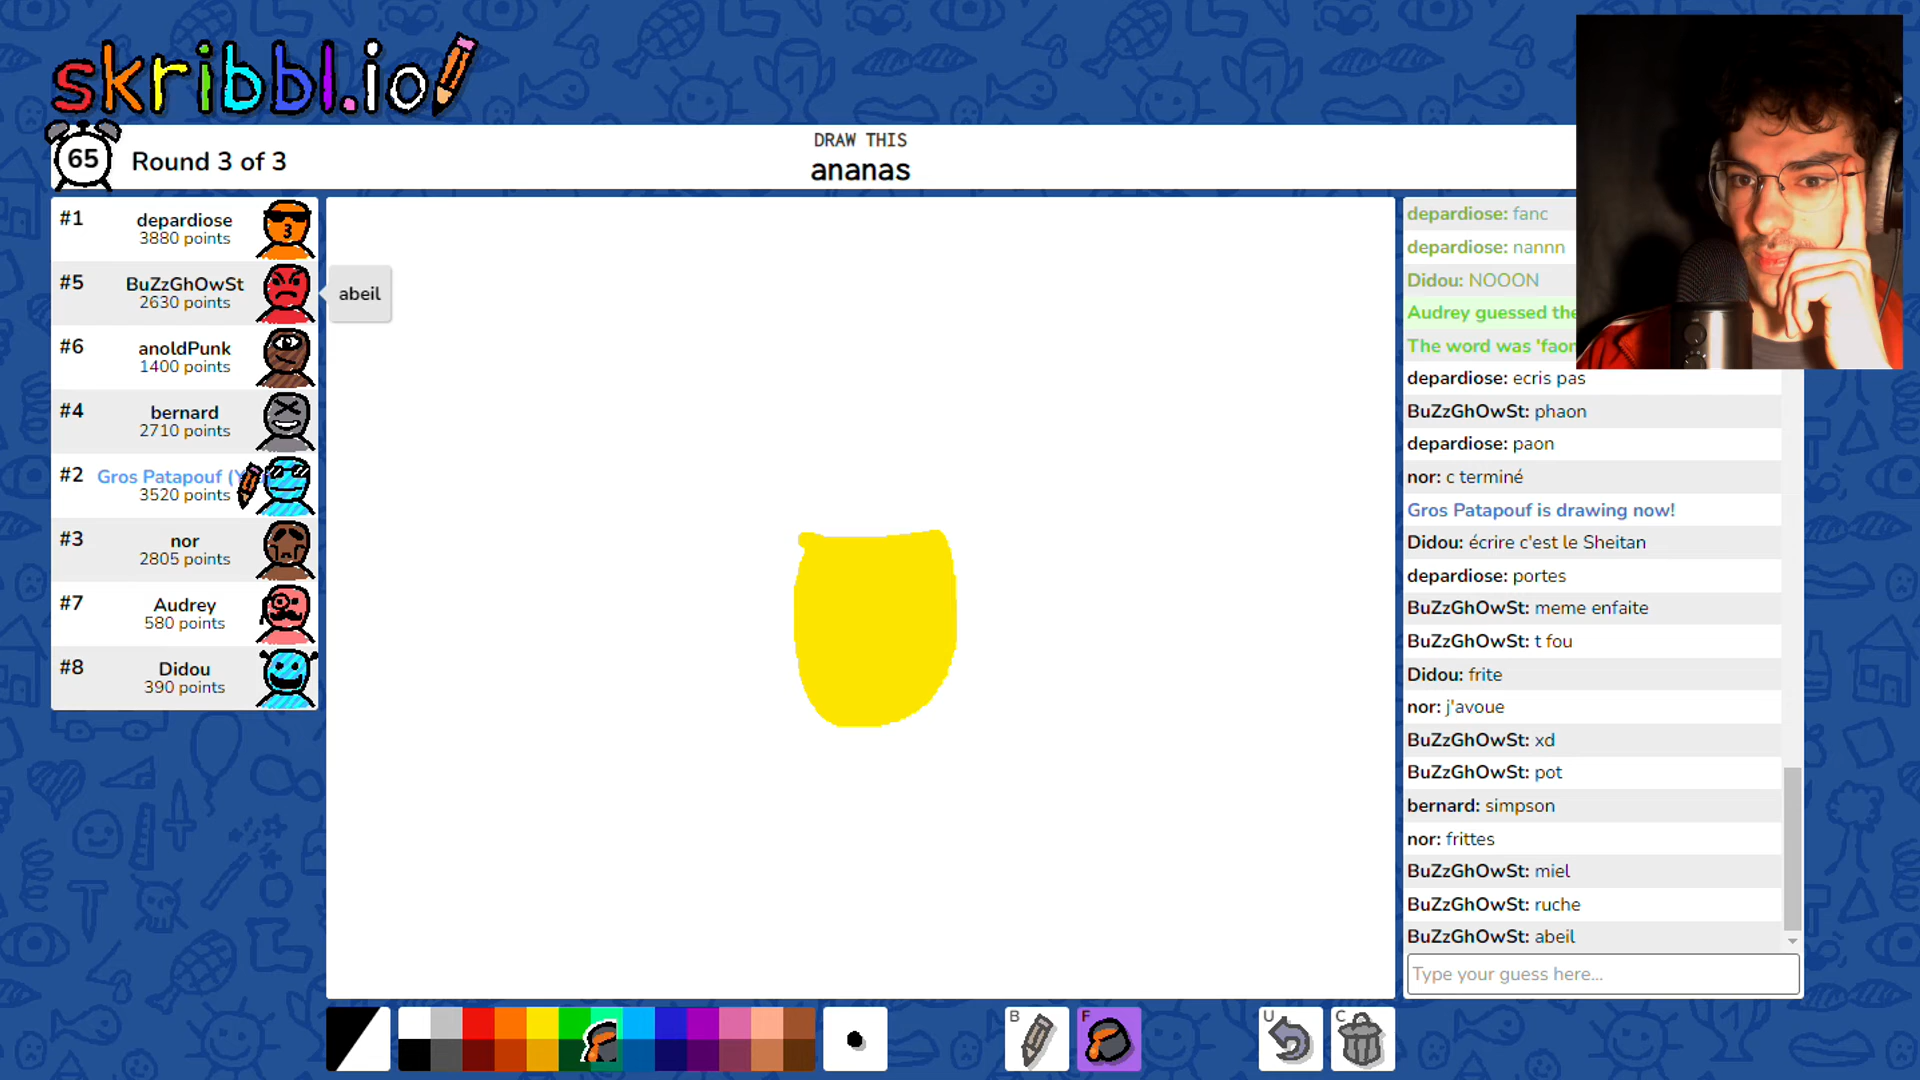 skribbl.io
65
Round 3 of 3
DRAW THIS
ananas
#1
depardiose
3880 points
#5
BuZzGhOwSt
2630 points
abeil
#6
anoldPunk
1400 points
#4
bernard
2710 points
#2
Gros Patapouf (Y
3520 points
#3
nor
2805 points
#7
Audrey
580 points
#8
Didou
390 points
depardiose: fanc
depardiose: nannn
Didou: NOOON
Audrey guessed the
The word was 'faon
depardiose: ecris pas
BuZzGhOwSt: phaon
depardiose: paon
nor: c terminé
Gros Patapouf is drawing now!
Didou: écrire c'est le Sheitan
depardiose: portes
BuZzGhOwSt: meme enfaite
BuZzGhOwSt: t fou
Didou: frite
nor: j'avoue
BuZzGhOwSt: xd
BuZzGhOwSt: pot
bernard: simpson
nor: frittes
BuZzGhOwSt: miel
BuZzGhOwSt: ruche
BuZzGhOwSt: abeil
Type your guess here...
B
F
U
C